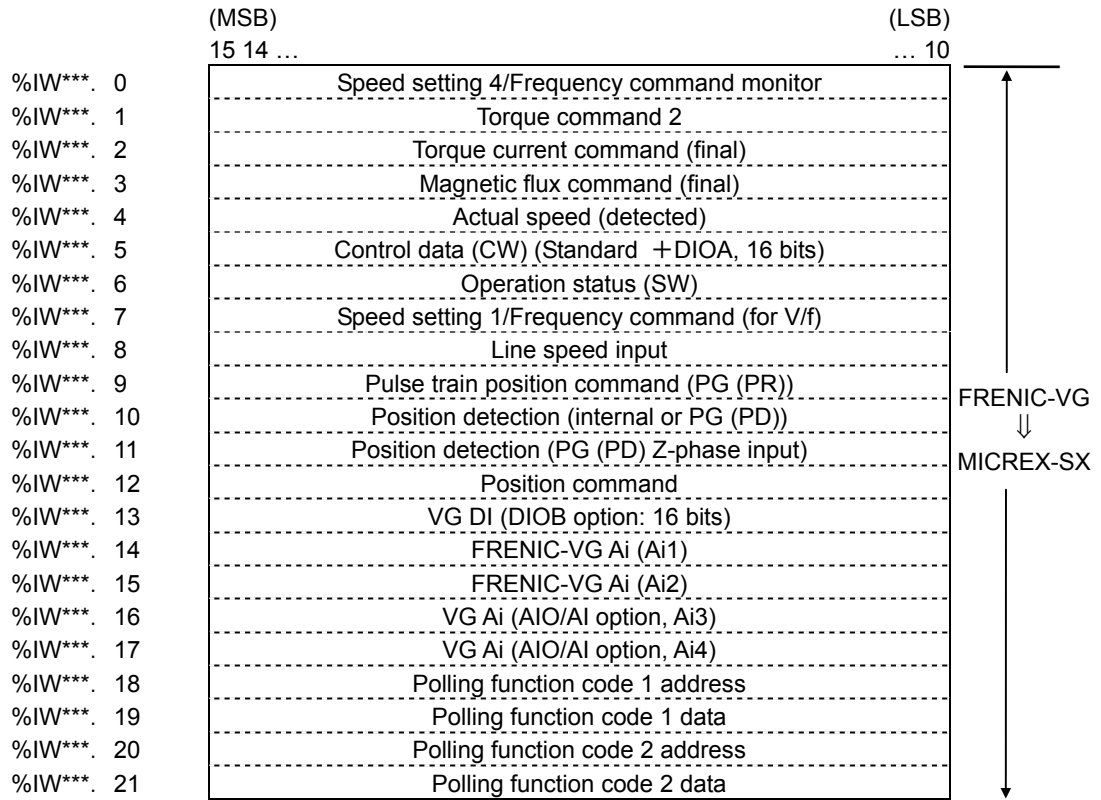 (MSB) (LSB)
15 14 … … 10
%IW***. 0 Speed setting 4/Frequency command monitor
%IW***. 1 Torque command 2
%IW***. 2 Torque current command (final)
%IW***. 3 Magnetic flux command (final)
%IW***. 4 Actual speed (detected)
%IW***. 5 Control data (CW) (Standard +DIOA, 16 bits)
%IW***. 6 Operation status (SW)
%IW***. 7 Speed setting 1/Frequency command (for V/f)
%IW***. 8 Line speed input
%IW***. 9 Pulse train position command (PG (PR))
%IW***. 10 Position detection (internal or PG (PD))
%IW***. 11 Position detection (PG (PD) Z-phase input)
%IW***. 12 Position command
%IW***. 13 VG DI (DIOB option: 16 bits)
%IW***. 14 FRENIC-VG Ai (Ai1)
%IW***. 15 FRENIC-VG Ai (Ai2)
%IW***. 16 VG Ai (AIO/AI option, Ai3)
%IW***. 17 VG Ai (AIO/AI option, Ai4)
%IW***. 18 Polling function code 1 address
%IW***. 19 Polling function code 1 data
%IW***. 20 Polling function code 2 address
%IW***. 21 Polling function code 2 data
FRENIC-VG
⇓
MICREX-SX